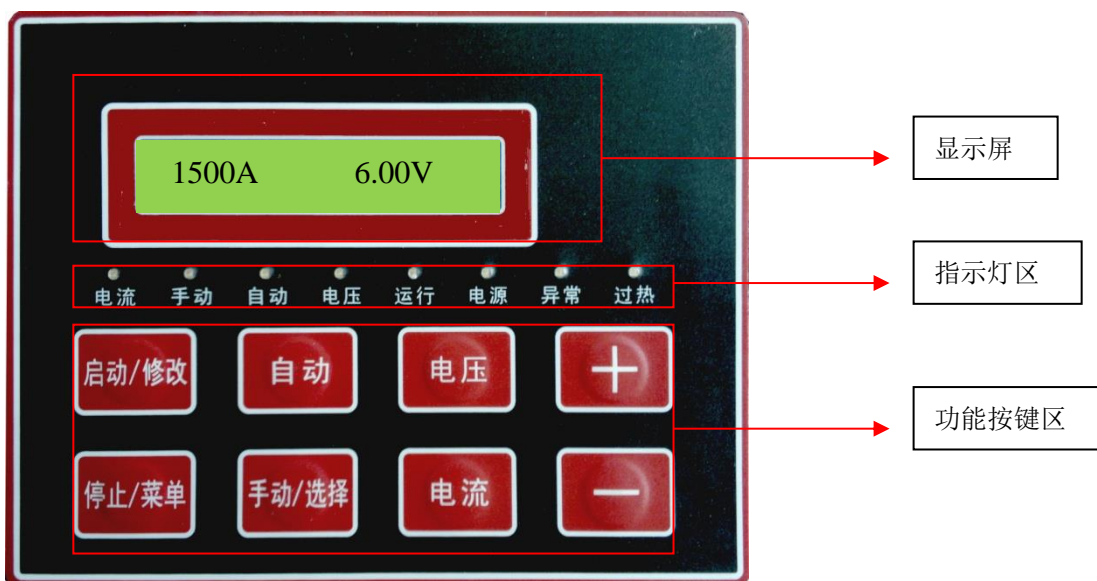 1500A 6.00V
显示屏
电流 手动 自动 电压 运行 电源 异常 过热
指示灯区
启动/修改 自动 电压 +
功能按键区
停止/菜单 手动/选择 电流 —